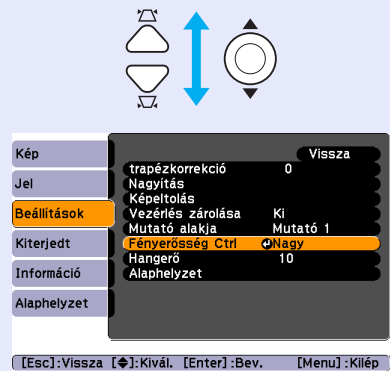 Kép
Jel
Beállítások
Kiterjedt
Információ
Alaphelyzet
Vissza
trapézkorrekció 0
Nagyítás
Képeltolás
Vezérlés zárolása Ki
Mutató alakja Mutató 1
Fényerősség Ctrl Nagy
Hangerő 10
Alaphelyzet
[Esc]:Vissza [◆]:Kivál. [Enter]:Bev. [Menu]:Kilép